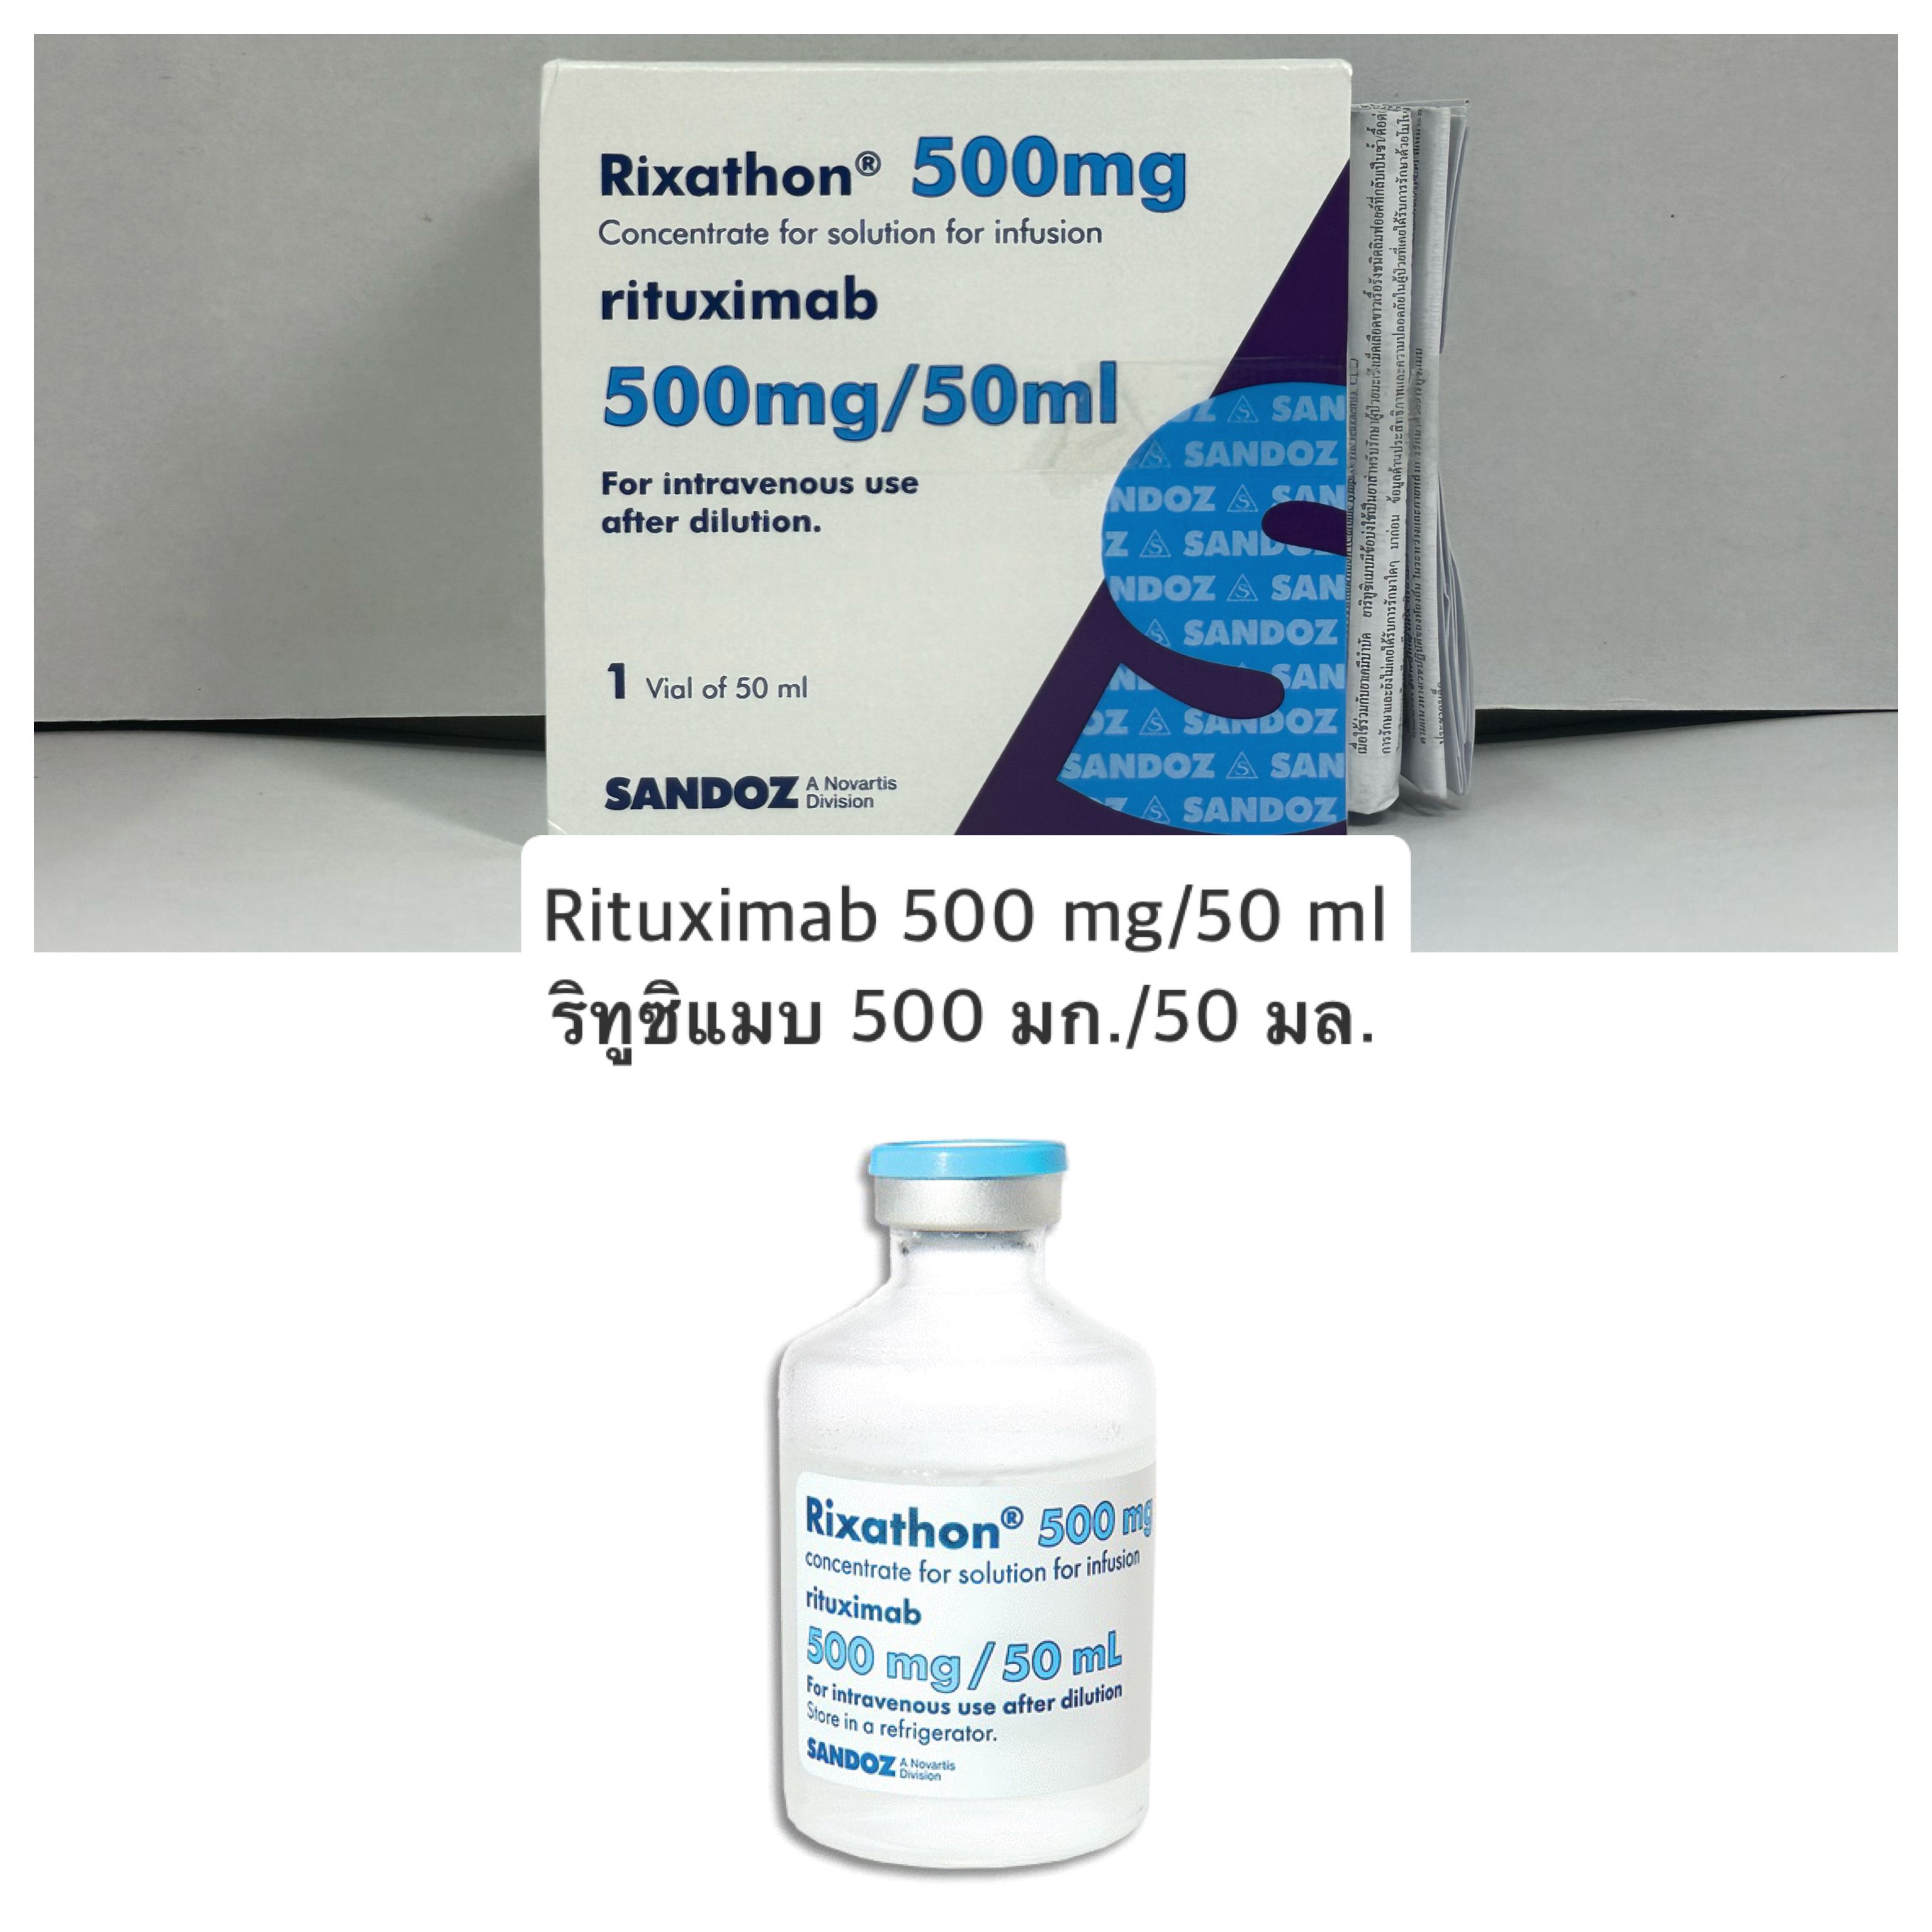 Rixathon® 500mg
Concentrate for solution for infusion
rituximab
500mg/50ml
For intravenous use
after dilution.
1 Vial of 50 ml
SANDOZ A Novartis
Division
SANDOZ
SANDOZ
SANDOZ
SANDOZ
SANDOZ
Rituximab 500 mg/50 ml
ริทูซิแมบ 500 มก./50 มล.
Rixathon® 500 mg
concentrate for solution for infusion
rituximab
500 mg / 50 mL
For intravenous use after dilution
Store in a refrigerator.
SANDOZ A Novartis
Division